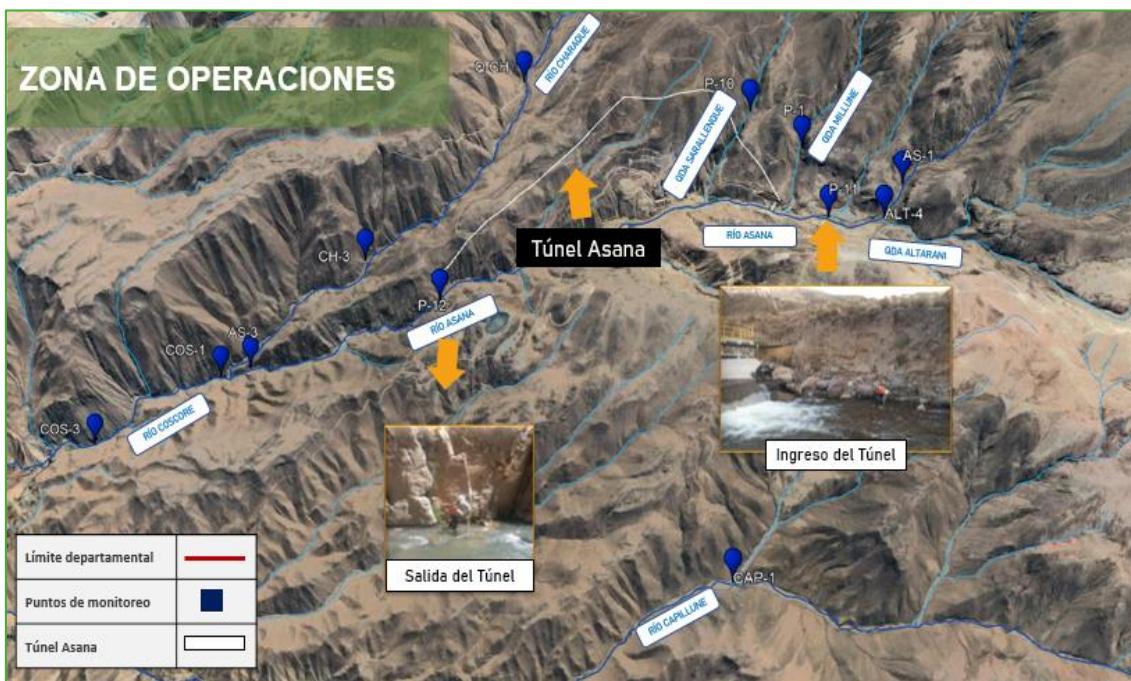 ZONA DE OPERACIONES
Q.CH
RÍO CHARAQUE
P-10
QDA SARALLENQUE
P-1
QDA MILLUNE
AS-1
P-11
ALT-4
RÍO ASANA
QDA ALTARANI
Túnel Asana
CH-3
P-12
RÍO ASANA
AS-3
COS-1
COS-3
RÍO COSCORE
Ingreso del Túnel
Salida del Túnel
CAP-1
RÍO CAPILLUNE
Límite departamental
Puntos de monitoreo
Túnel Asana